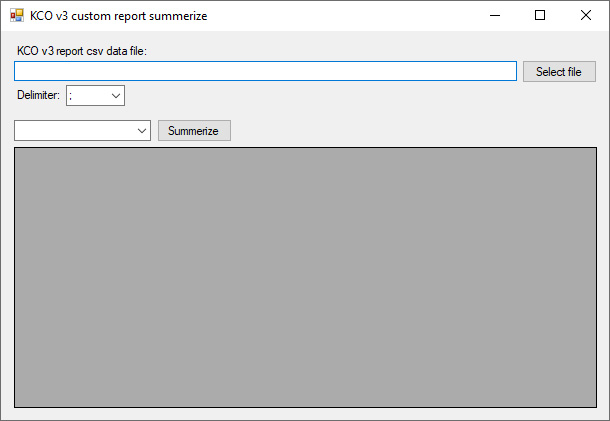 KCO v3 custom report summerize
KCO v3 report csv data file:
Select file
Delimiter: ;
Summerize